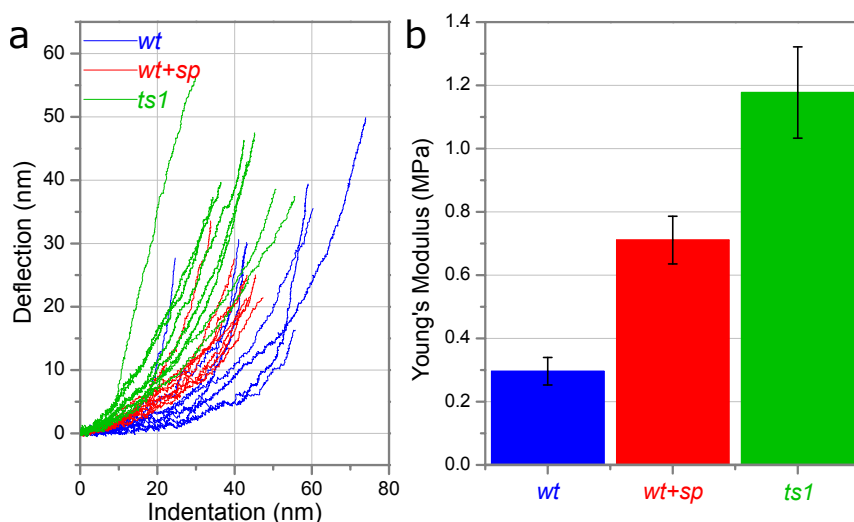 a
wt
wt+sp
ts1
60
50
40
30
20
10
0
Deflection (nm)
0 20 40 60 80
Indentation (nm)
b
1.4
1.2
1.0
0.8
0.6
0.4
0.2
0.0
Young's Modulus (MPa)
wt wt+sp ts1